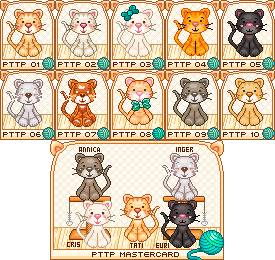 PTTP 01
PTTP 02
PTTP 03
PTTP 04
PTTP 05
PTTP 06
PTTP 07
PTTP 08
PTTP 09
PTTP 10
ANNICA
INGER
CRIS
TATI
EURI
PTTP MASTERCARD